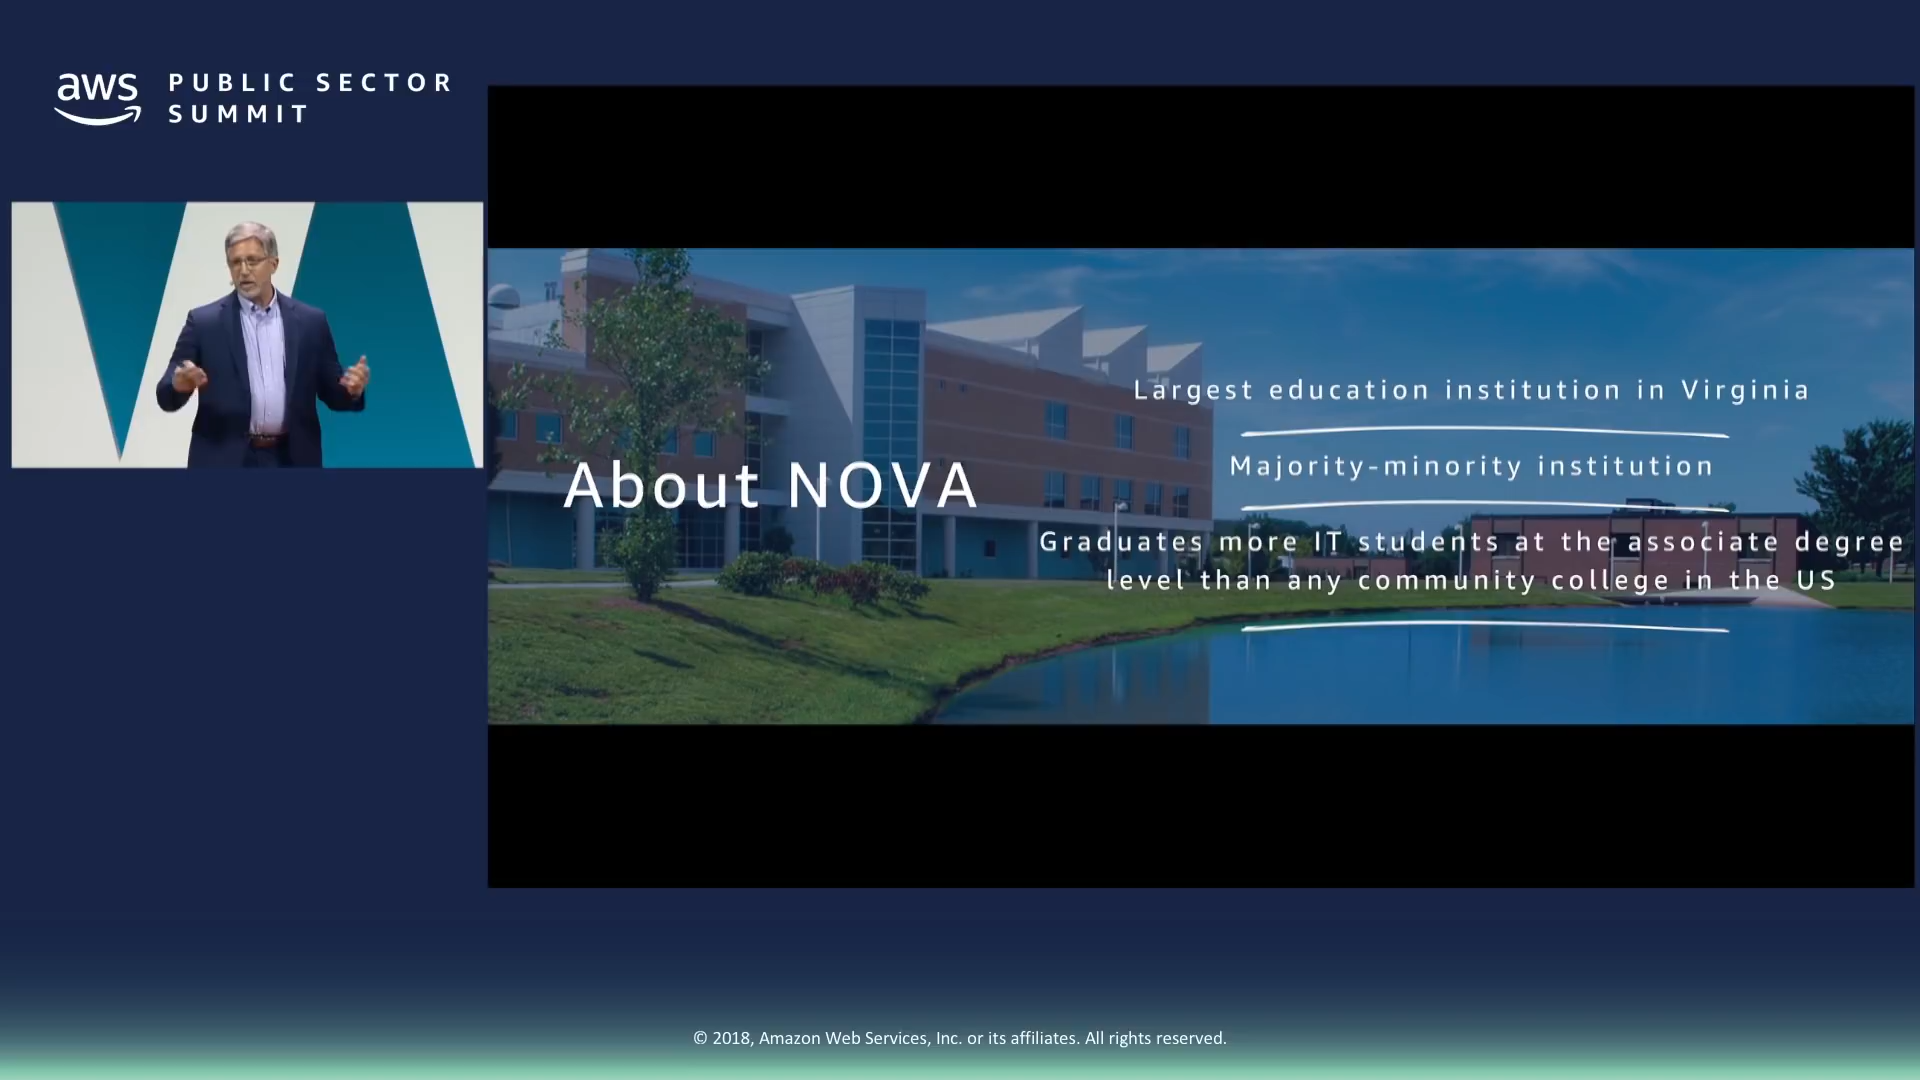 aws
PUBLIC SECTOR
SUMMIT
About NOVA
Largest education institution in Virginia
Majority-minority institution
Graduates more IT students at the associate degree
level than any community college in the US
© 2018, Amazon Web Services, Inc. or its affiliates. All rights reserved.